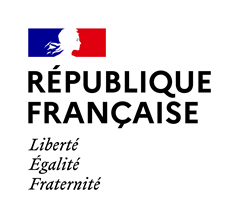 RÉPUBLIQUE
FRANÇAISE
Liberté
Égalité
Fraternité